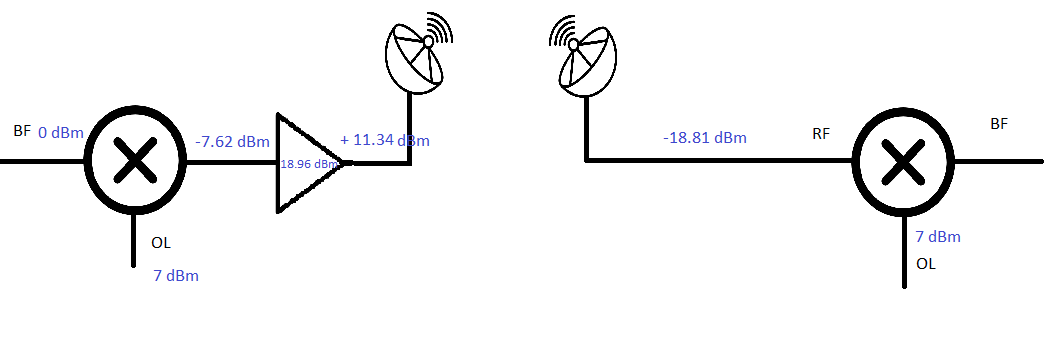 BF 0 dBm
-7.62 dBm
18.96 dBm
+ 11.34 dBm
OL
7 dBm
-18.81 dBm
RF
BF
7 dBm
OL